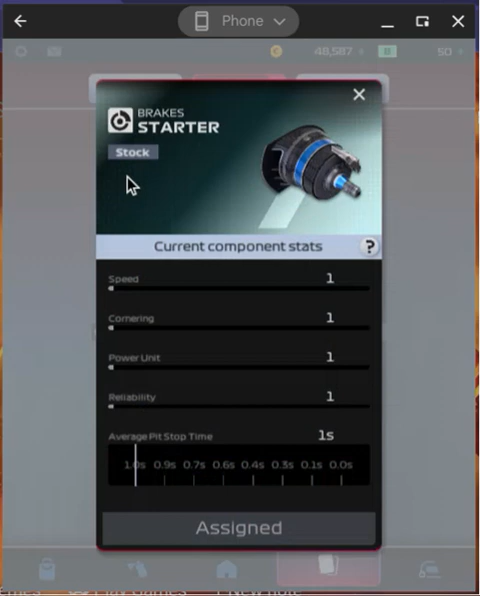 Phone
48,587
50
BRAKES
STARTER
Stock
Current component stats
?
Speed 1
Cornering 1
Power Unit 1
Reliability 1
Average Pit Stop Time 1s
1.0s 0.9s 0.7s 0.6s 0.4s 0.3s 0.1s 0.0s
Assigned